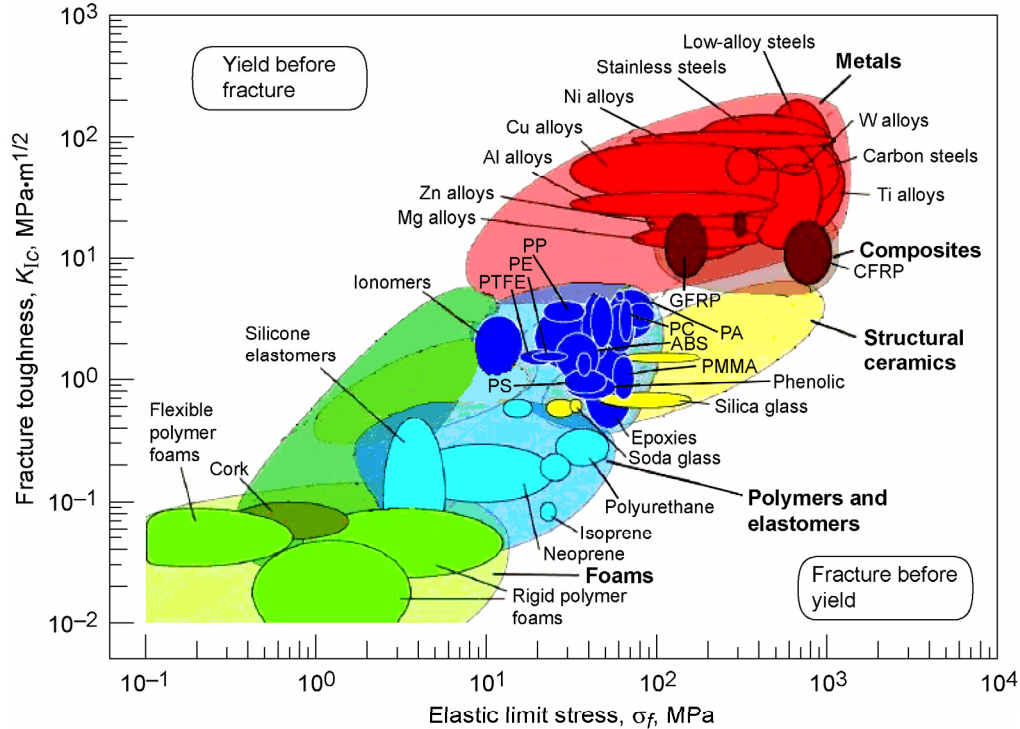 10³
10²
10¹
10⁰
10⁻¹
10⁻²
Fracture toughness, K_IC, MPa•m^1/2
Yield before
fracture
Low-alloy steels
Stainless steels
Metals
Ni alloys
Cu alloys
W alloys
Al alloys
Carbon steels
Zn alloys
Ti alloys
Mg alloys
PP
PE
PTFE
Composites
CFRP
Ionomers
GFRP
Silicone
elastomers
PC
PA
ABS
Structural
ceramics
PMMA
PS
Phenolic
Silica glass
Flexible
polymer
foams
Epoxies
Soda glass
Cork
Polyurethane
Polymers and
elastomers
Isoprene
Neoprene
Foams
Rigid polymer
foams
Fracture before
yield
10⁻¹
10⁰
10¹
10²
10³
10⁴
Elastic limit stress, σ_f, MPa